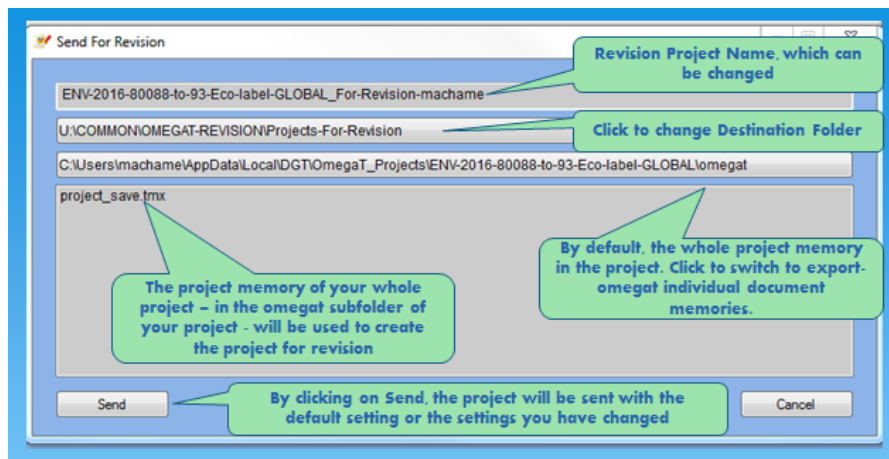 Send For Revision
Revision Project Name, which can
be changed
ENV-2016-80088-to-93-Eco-label-GLOBAL_For-Revision-machame
U:\COMMON\OMEGAT-REVISION\Projects-For-Revision
Click to change Destination Folder
C:\Users\machame\AppData\Local\DGT\OmegaT_Projects\ENV-2016-80088-to-93-Eco-label-GLOBAL\omegat
project_save.tmx
By default, the whole project memory
in the project. Click to switch to export-
omegat individual document
memories.
The project memory of your whole
project – in the omegat subfolder of
your project - will be used to create
the project for revision
Send
By clicking on Send, the project will be sent with the
default setting or the settings you have changed
Cancel